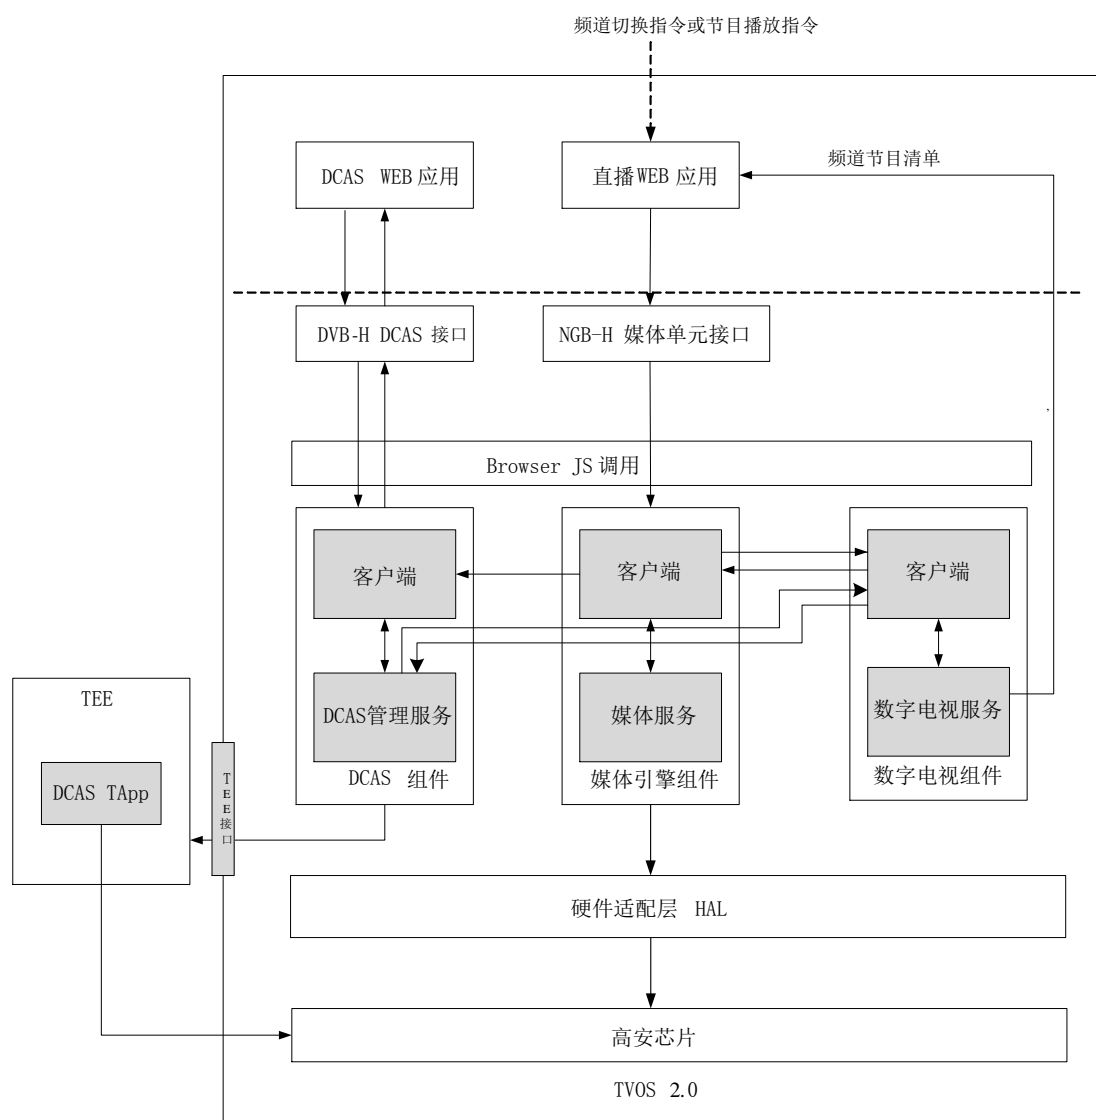 频道切换指令或节目播放指令
频道节目清单
DCAS WEB 应用
直播WEB 应用
DVB-H DCAS 接口
NGB-H 媒体单元接口
Browser JS 调用
客户端
客户端
客户端
TEE
DCAS管理服务
媒体服务
数字电视服务
DCAS 组件
媒体引擎组件
数字电视组件
DCAS TApp
TEE接口
硬件适配层 HAL
高安芯片
TVOS 2.0